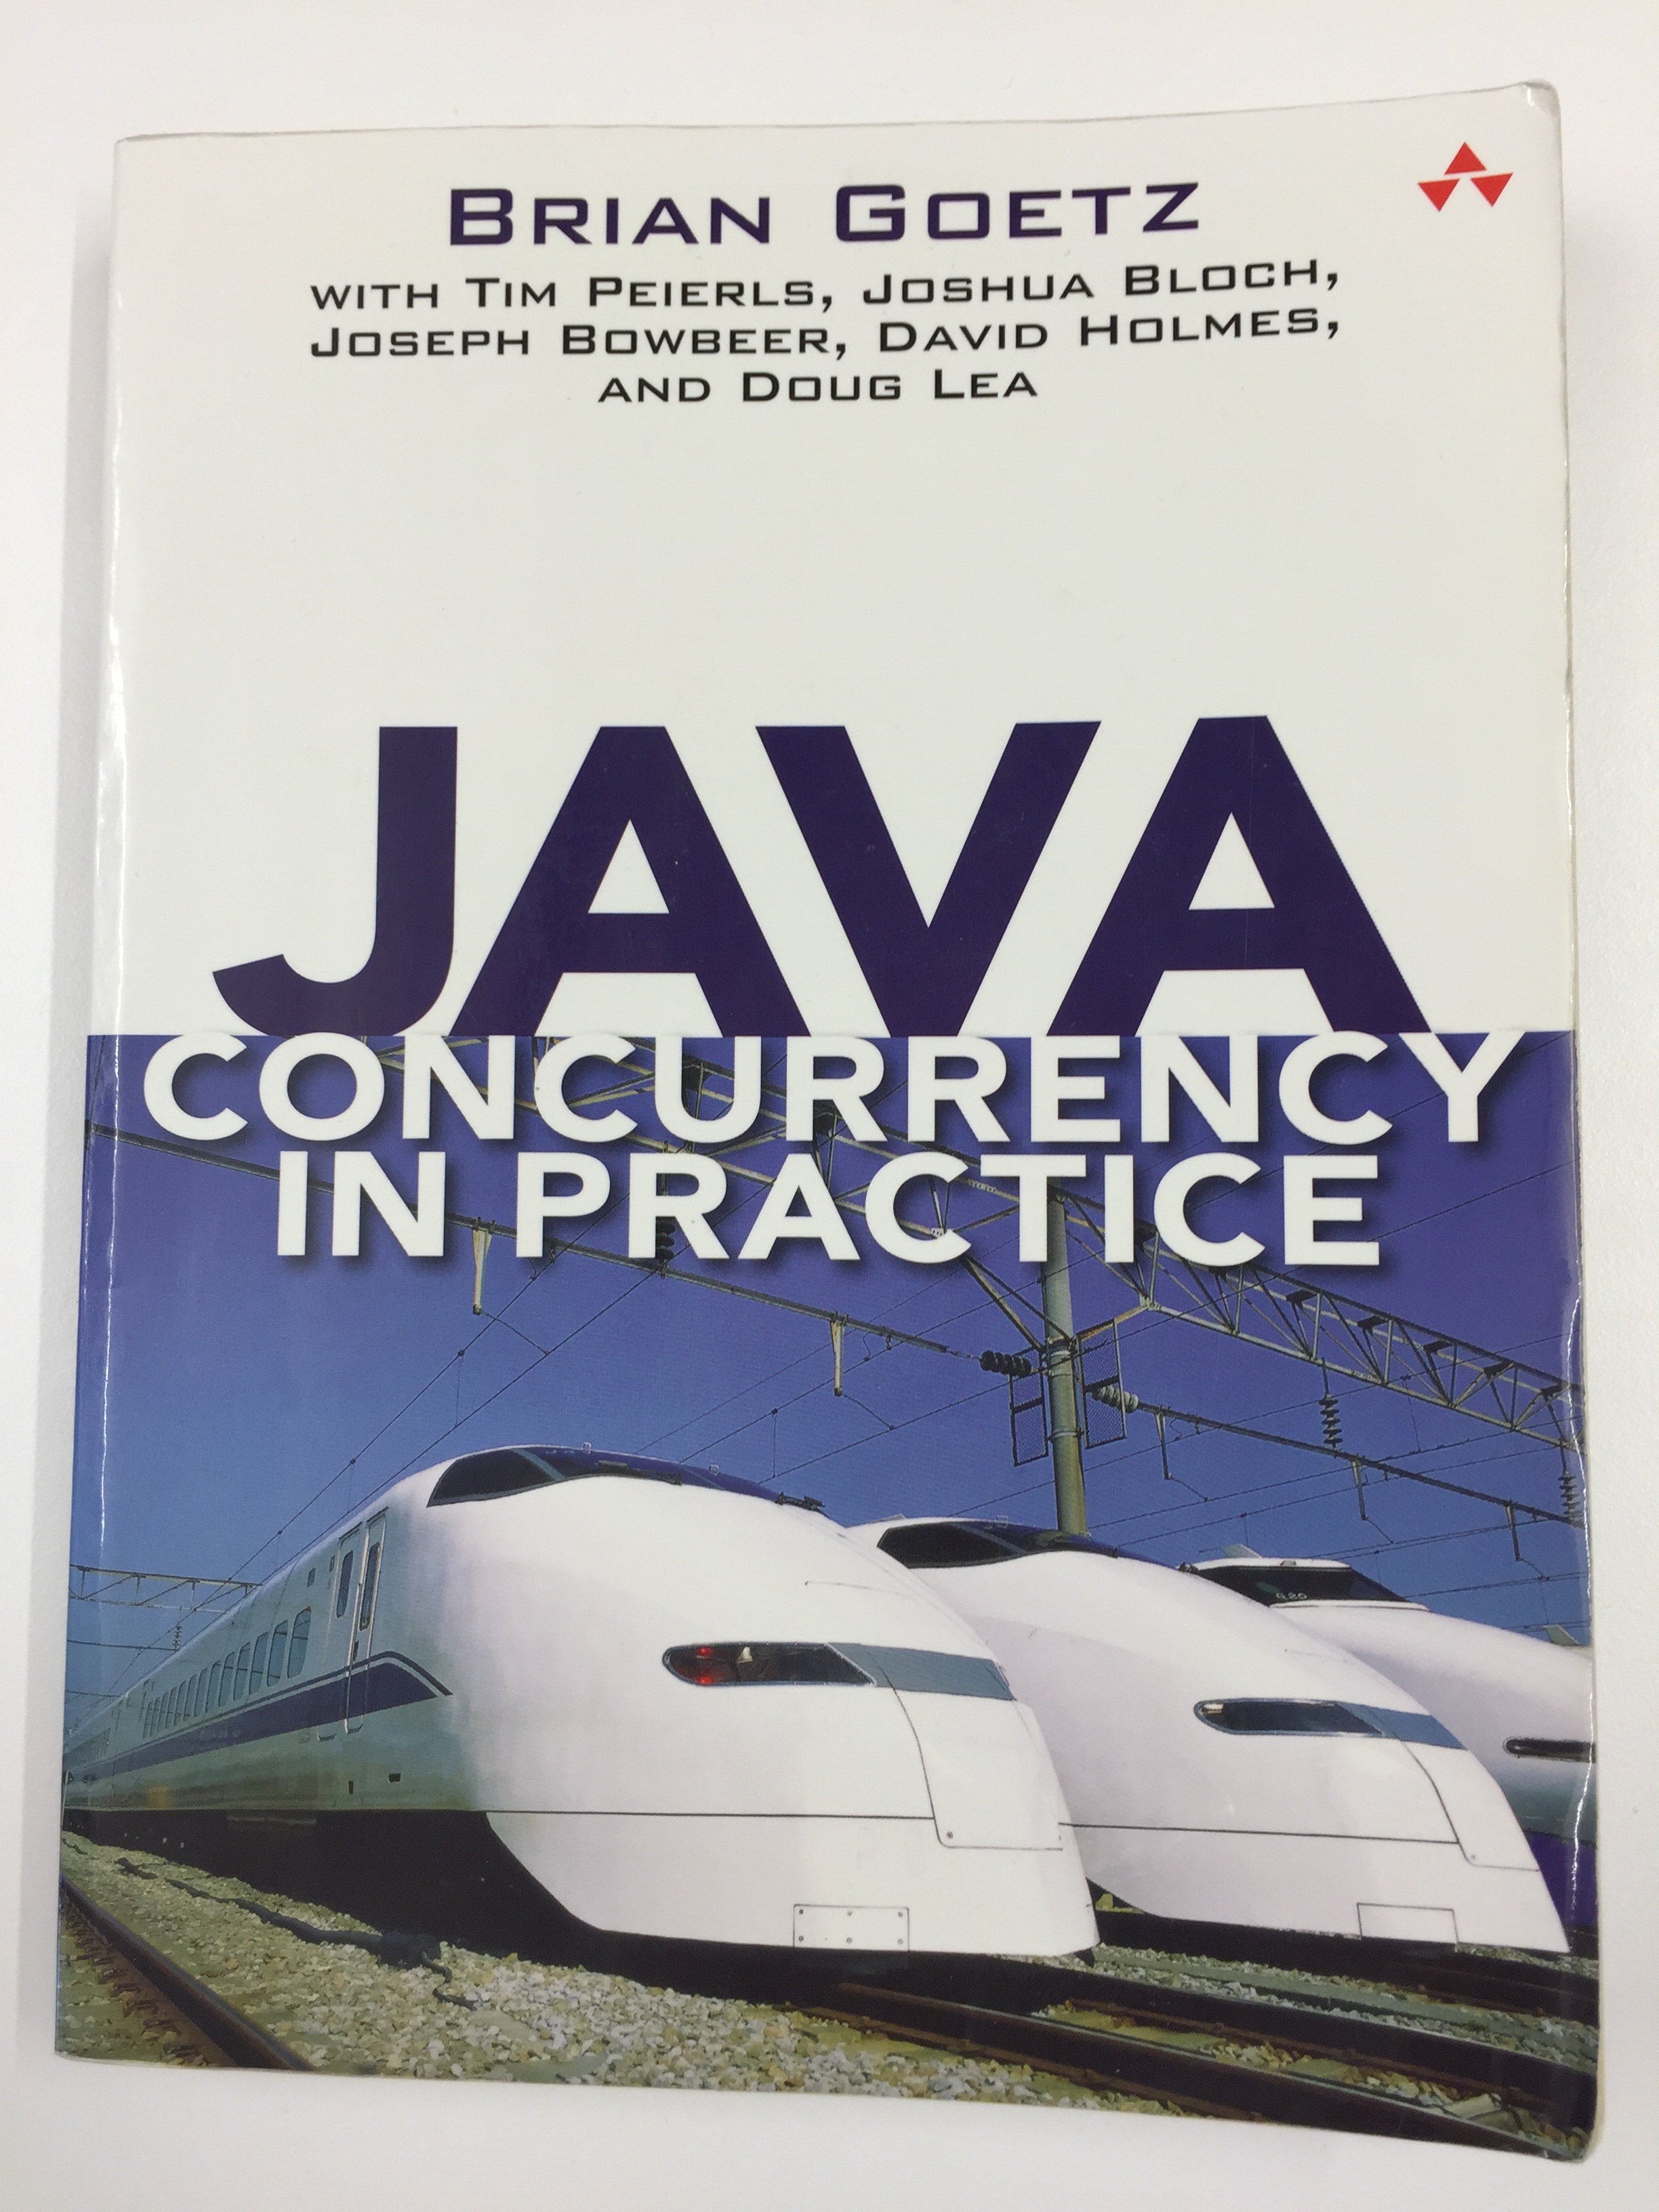 BRIAN GOETZ
WITH TIM PEIERLS, JOSHUA BLOCH,
JOSEPH BOWBEER, DAVID HOLMES,
AND DOUG LEA
JAVA
CONCURRENCY
IN PRACTICE